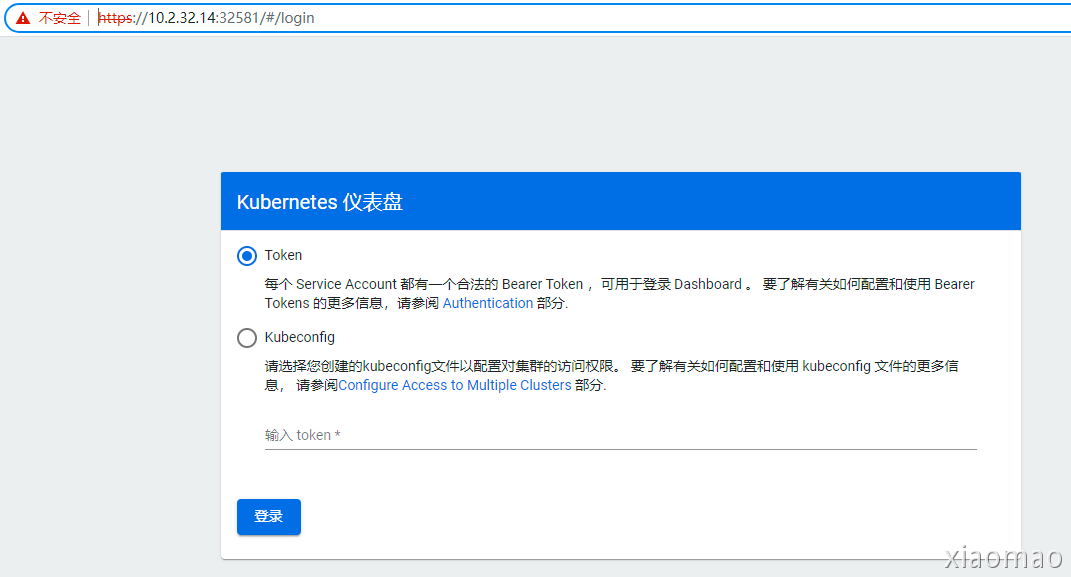 不安全 | https://10.2.32.14:32581/#/login
Kubernetes 仪表盘
Token
每个 Service Account 都有一个合法的 Bearer Token ，可用于登录 Dashboard 。 要了解有关如何配置和使用 Bearer
Tokens 的更多信息，请参阅 Authentication 部分.
Kubeconfig
请选择您创建的kubeconfig文件以配置对集群的访问权限。 要了解有关如何配置和使用 kubeconfig 文件的更多信
息， 请参阅Configure Access to Multiple Clusters 部分.
输入 token *
登录
xiaomao